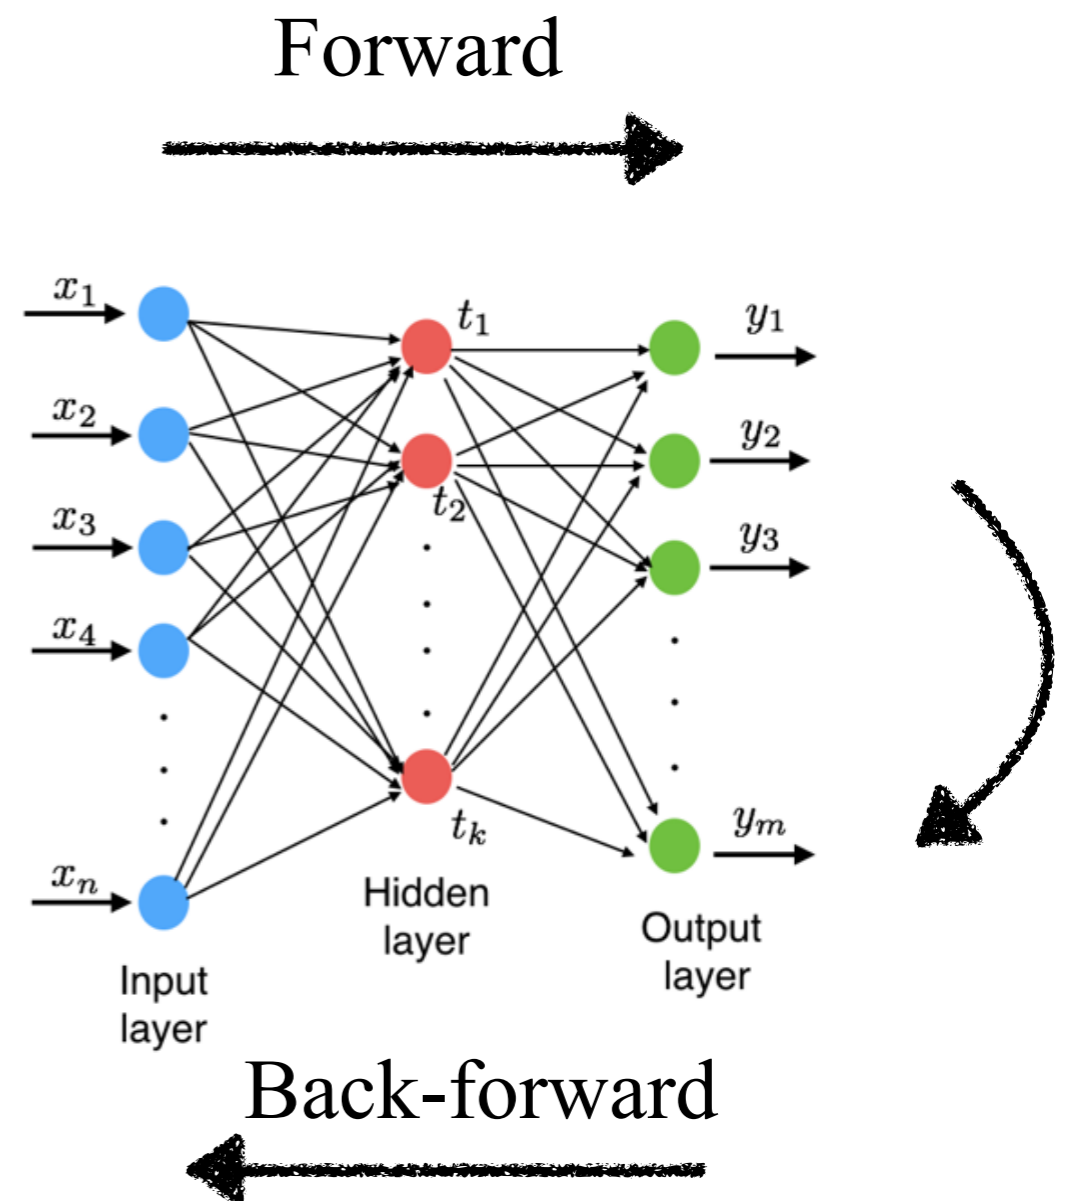 Forward
x₁
t₁
y₁
x₂
y₂
t₂
x₃
y₃
x₄
yₘ
tₖ
xₙ
Hidden
layer
Output
layer
Input
layer
Back-forward